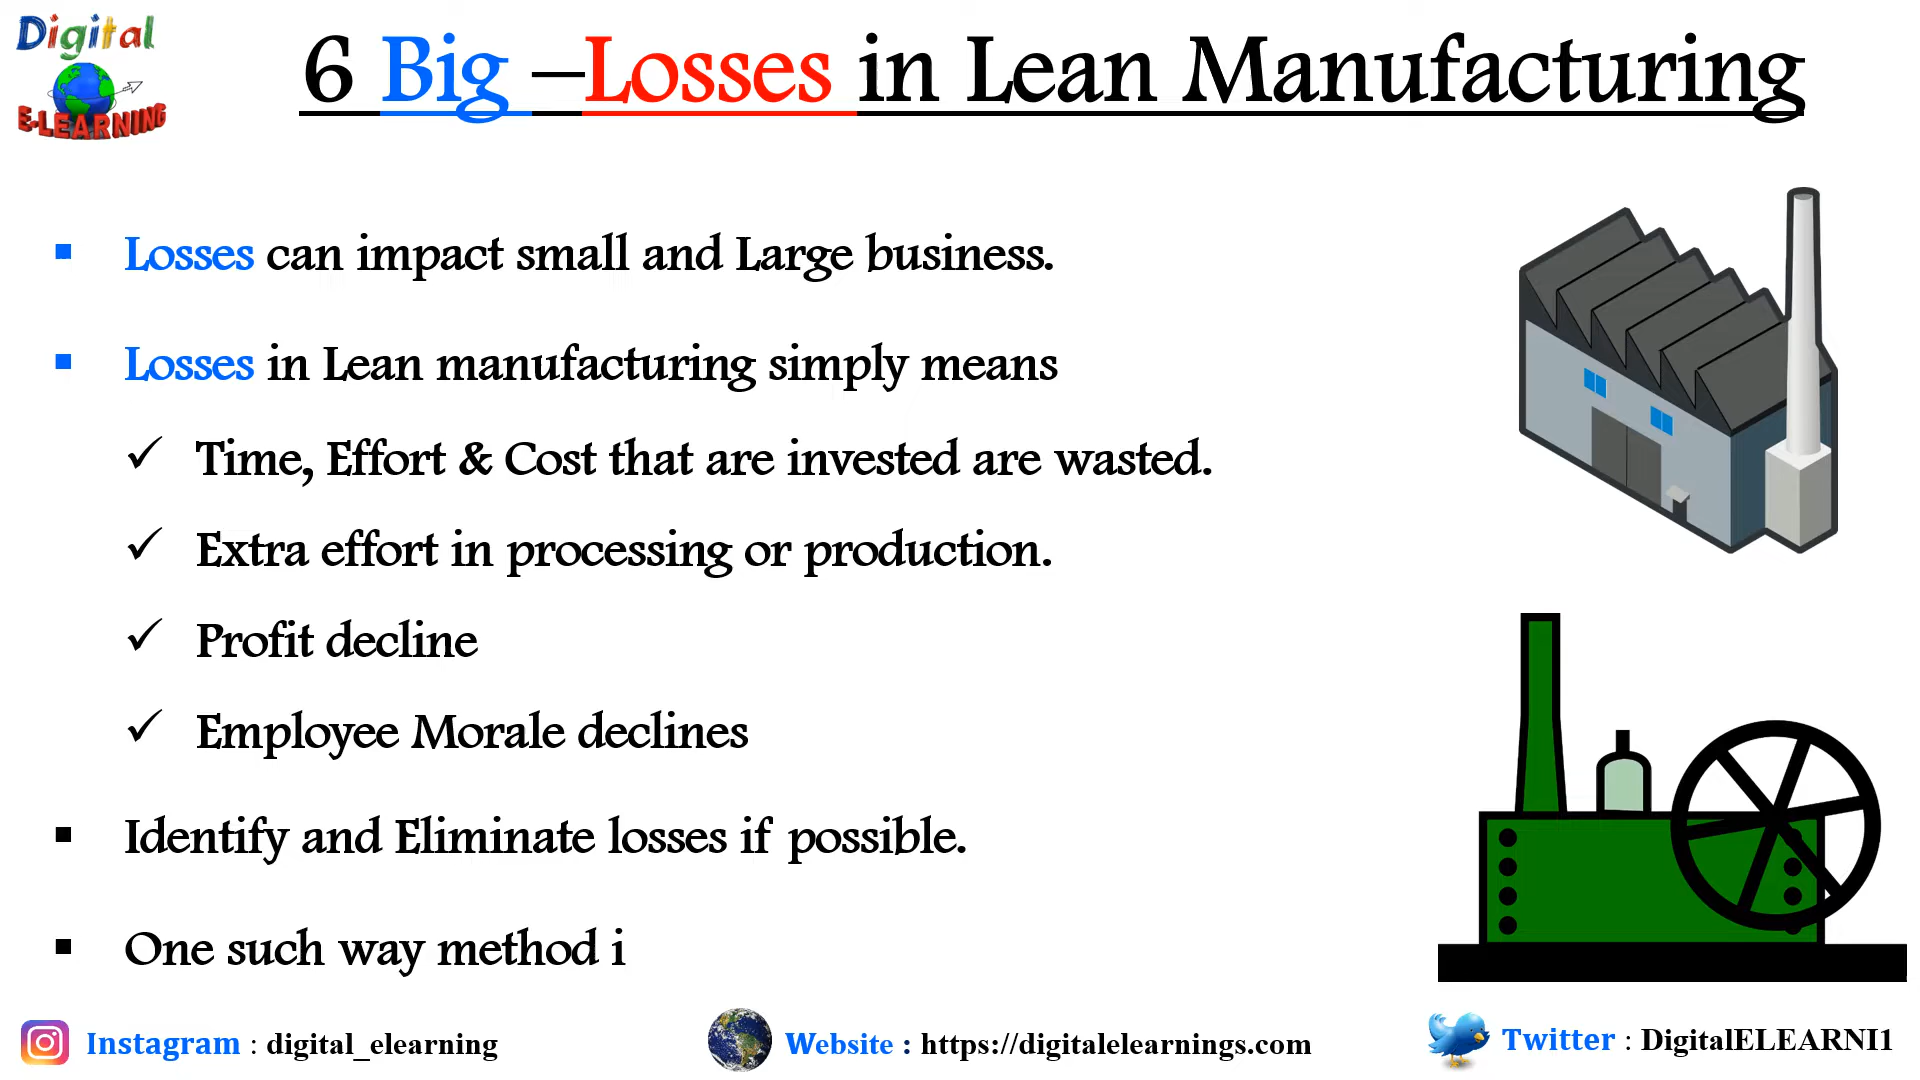 Digital
E-LEARNING
6 Big –Losses in Lean Manufacturing
Losses can impact small and Large business.
Losses in Lean manufacturing simply means
Time, Effort & Cost that are invested are wasted.
Extra effort in processing or production.
Profit decline
Employee Morale declines
Identify and Eliminate losses if possible.
One such way method i
Instagram : digital_elearning
Website : https://digitalelearnings.com
Twitter : DigitalELEARNI1